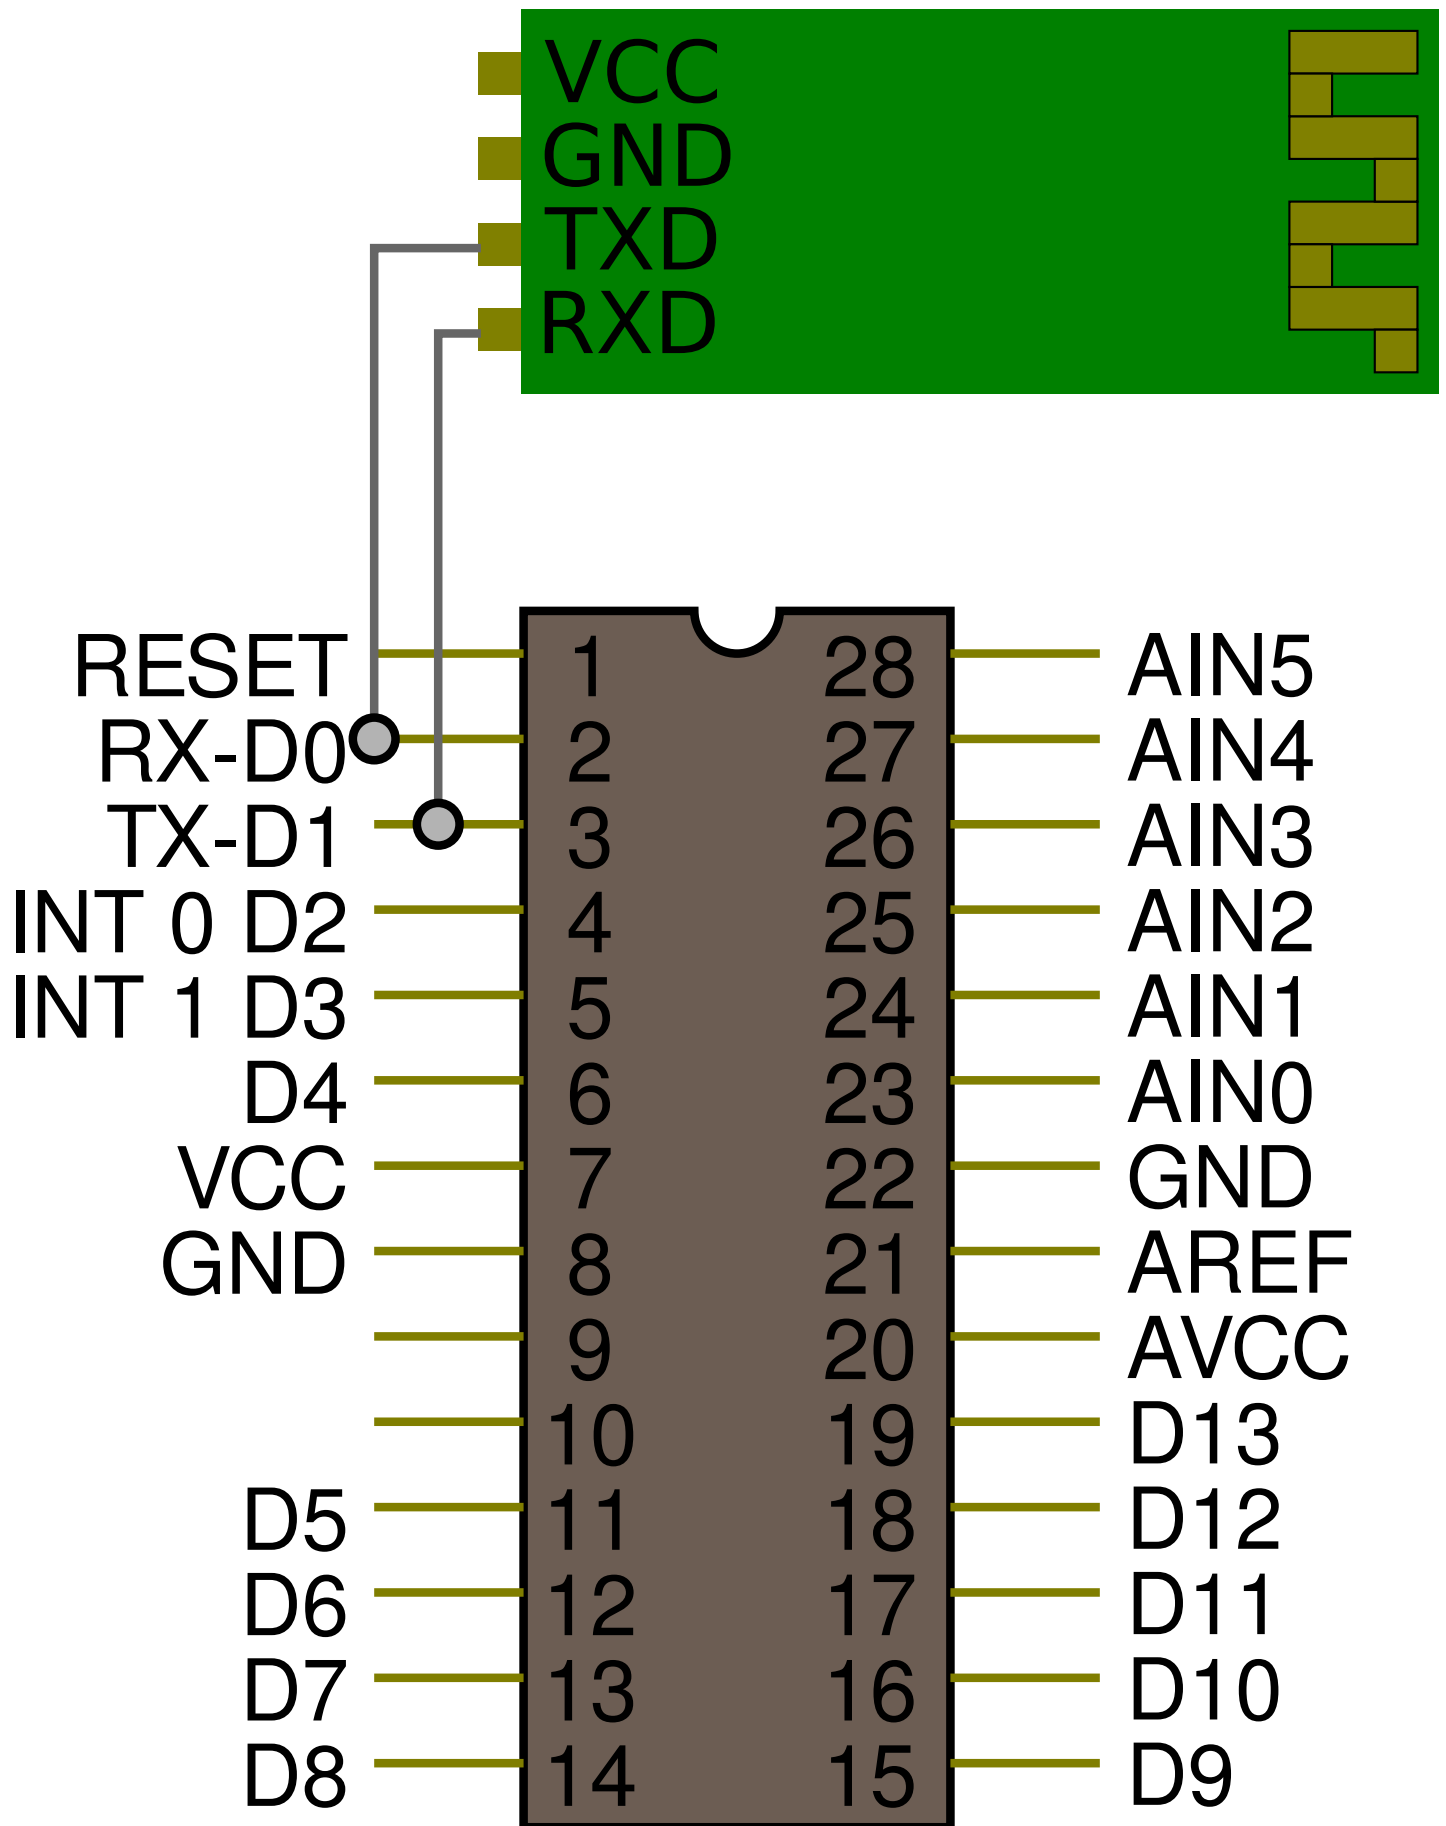 VCC
GND
TXD
RXD
RESET 1 28 AIN5
RX-D0 2 27 AIN4
TX-D1 3 26 AIN3
INT 0 D2 4 25 AIN2
INT 1 D3 5 24 AIN1
D4 6 23 AIN0
VCC 7 22 GND
GND 8 21 AREF
9 20 AVCC
10 19 D13
D5 11 18 D12
D6 12 17 D11
D7 13 16 D10
D8 14 15 D9